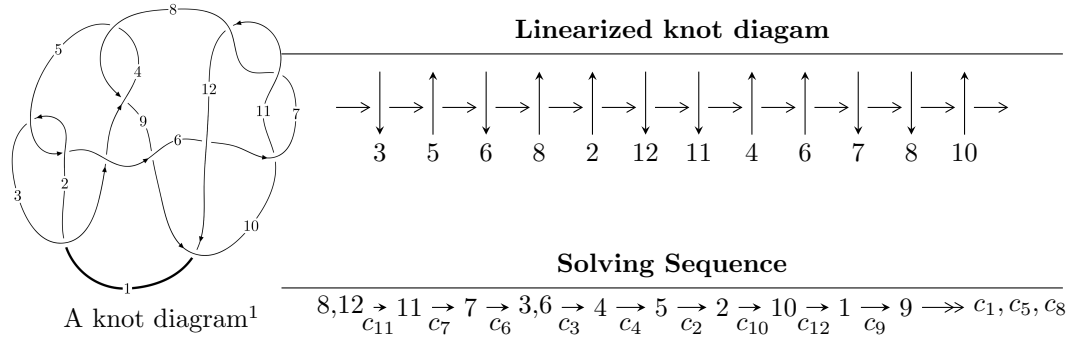 Linearized knot diagam
3 5 6 8 2 12 11 4 6 7 8 10
Solving Sequence
8,12 → 11 → 7 → 3,6 → 4 → 5 → 2 → 10 → 1 → 9 →→ c₁, c₅, c₈
c₁₁ c₇ c₆ c₃ c₄ c₂ c₁₀ c₁₂ c₉
8
5
4
12
11
7
9
6
2
3
10
1
A knot diagram¹